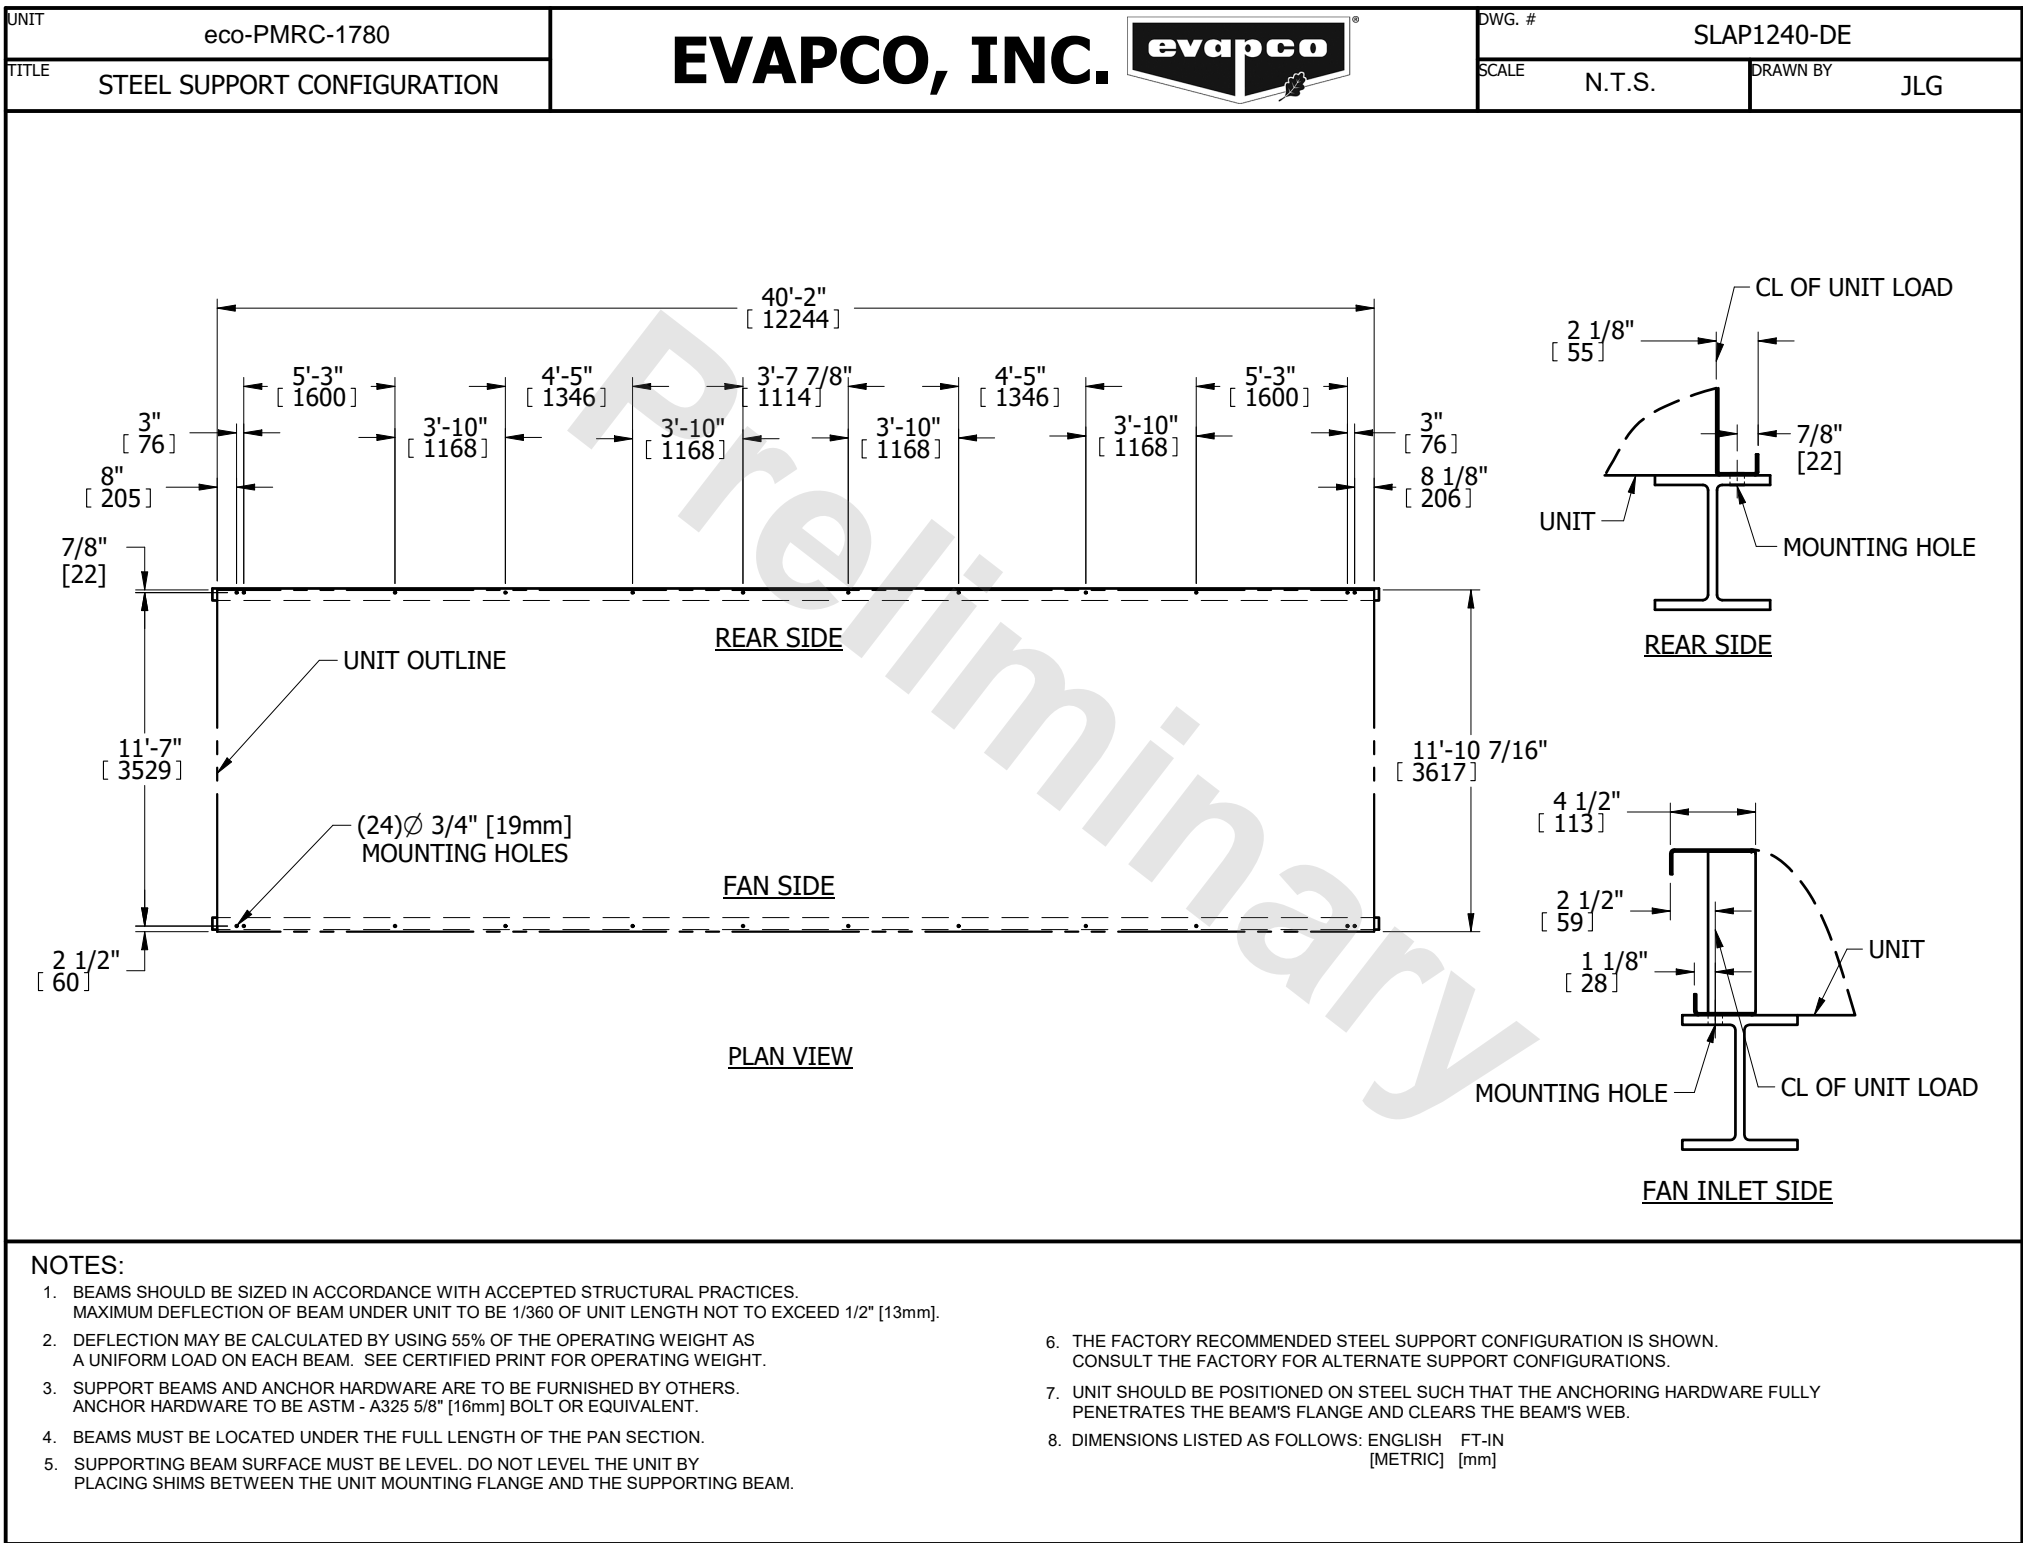 UNIT
eco-PMRC-1780
TITLE
STEEL SUPPORT CONFIGURATION
EVAPCO, INC.
evapco
®
DWG. #
SLAP1240-DE
SCALE
N.T.S.
DRAWN BY
JLG
40'-2"
[ 12244 ]
5'-3"
[ 1600 ]
4'-5"
[ 1346 ]
3'-7 7/8"
[ 1114 ]
4'-5"
[ 1346 ]
5'-3"
[ 1600 ]
3"
[ 76 ]
3'-10"
[ 1168 ]
3'-10"
[ 1168 ]
3'-10"
[ 1168 ]
3'-10"
[ 1168 ]
3"
[ 76 ]
8"
[ 205 ]
8 1/8"
[ 206 ]
7/8"
[22]
REAR SIDE
UNIT OUTLINE
11'-7"
[ 3529 ]
11'-10 7/16"
[ 3617 ]
(24)Ø 3/4" [19mm]
MOUNTING HOLES
FAN SIDE
2 1/2"
[ 60 ]
PLAN VIEW
Preliminary
CL OF UNIT LOAD
2 1/8"
[ 55 ]
7/8"
[22]
UNIT
MOUNTING HOLE
REAR SIDE
4 1/2"
[ 113 ]
2 1/2"
[ 59 ]
1 1/8"
[ 28 ]
UNIT
MOUNTING HOLE
CL OF UNIT LOAD
FAN INLET SIDE
NOTES:
1. BEAMS SHOULD BE SIZED IN ACCORDANCE WITH ACCEPTED STRUCTURAL PRACTICES.
MAXIMUM DEFLECTION OF BEAM UNDER UNIT TO BE 1/360 OF UNIT LENGTH NOT TO EXCEED 1/2" [13mm].
2. DEFLECTION MAY BE CALCULATED BY USING 55% OF THE OPERATING WEIGHT AS
A UNIFORM LOAD ON EACH BEAM. SEE CERTIFIED PRINT FOR OPERATING WEIGHT.
3. SUPPORT BEAMS AND ANCHOR HARDWARE ARE TO BE FURNISHED BY OTHERS.
ANCHOR HARDWARE TO BE ASTM - A325 5/8" [16mm] BOLT OR EQUIVALENT.
4. BEAMS MUST BE LOCATED UNDER THE FULL LENGTH OF THE PAN SECTION.
5. SUPPORTING BEAM SURFACE MUST BE LEVEL. DO NOT LEVEL THE UNIT BY
PLACING SHIMS BETWEEN THE UNIT MOUNTING FLANGE AND THE SUPPORTING BEAM.
6. THE FACTORY RECOMMENDED STEEL SUPPORT CONFIGURATION IS SHOWN.
CONSULT THE FACTORY FOR ALTERNATE SUPPORT CONFIGURATIONS.
7. UNIT SHOULD BE POSITIONED ON STEEL SUCH THAT THE ANCHORING HARDWARE FULLY
PENETRATES THE BEAM'S FLANGE AND CLEARS THE BEAM'S WEB.
8. DIMENSIONS LISTED AS FOLLOWS: ENGLISH FT-IN
[METRIC] [mm]